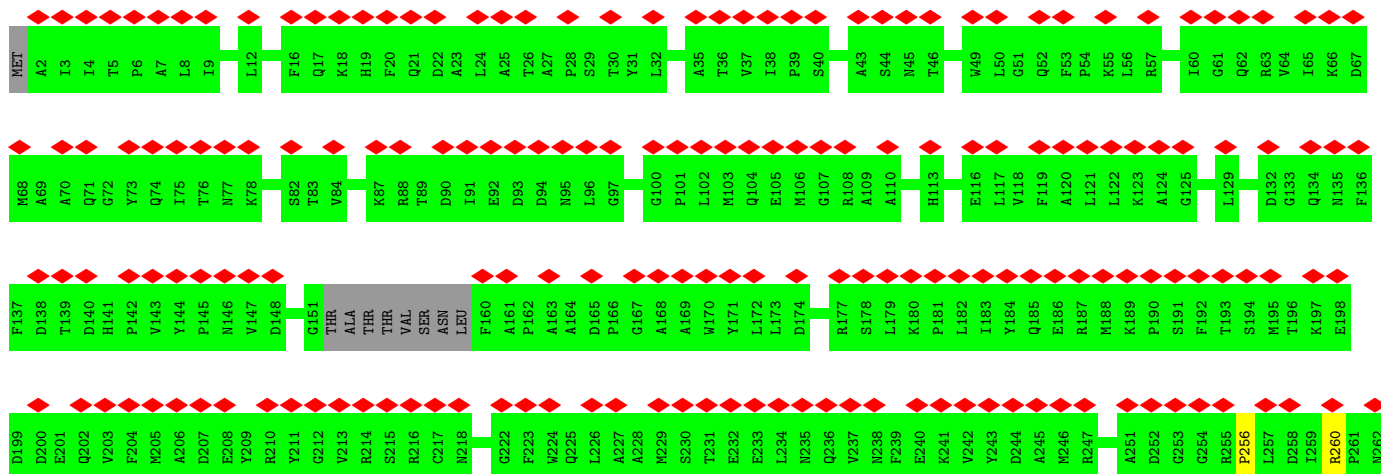 MET A2 I3 I4 T5 P6 A7 L8 I9 L12 F16 Q17 K18 H19 F20 Q21 D22 A23 L24 A25 T26 A27 P28 S29 T30 Y31 L32 A35 T36 V37 I38 P39 S40 A43 S44 N45 T46 W49 L50 G51 Q52 F53 P54 K55 L56 R57 I60 G61 Q62 R63 V64 I65 K66 D67
M68 A69 A70 Q71 G72 Y73 Q74 I75 T76 N77 K78 S82 T83 V84 K87 R88 T89 D90 I91 E92 D93 D94 N95 L96 G97 G100 P101 L102 M103 Q104 E105 M106 G107 R108 A109 A110 H113 E116 L117 V118 F119 A120 L121 L122 K123 A124 G125 L129 D132 G133 Q134 N135 F136
F137 D138 T139 D140 H141 P142 V143 Y144 P145 N146 V147 D148 G151 THR ALA THR THR VAL SER ASN LEU F160 A161 P162 A163 A164 D165 P166 G167 A168 A169 W170 Y171 L172 L173 D174 R177 S178 L179 K180 P181 L182 I183 Y184 Q185 E186 R187 M188 K189 P190 S191 F192 T193 S194 M195 T196 K197 E198
D199 D200 E201 Q202 V203 F204 M205 A206 D207 E208 Y209 R210 Y211 G212 V213 R214 S215 R216 C217 N218 G222 F223 W224 Q225 L226 A227 A228 M229 S230 T231 E232 E233 L234 N235 Q236 V237 N238 F239 E240 K241 V242 Y243 D244 A245 M246 R247 A251 D252 G253 G254 R255 P256 L257 D258 I259 R260 P261 N262